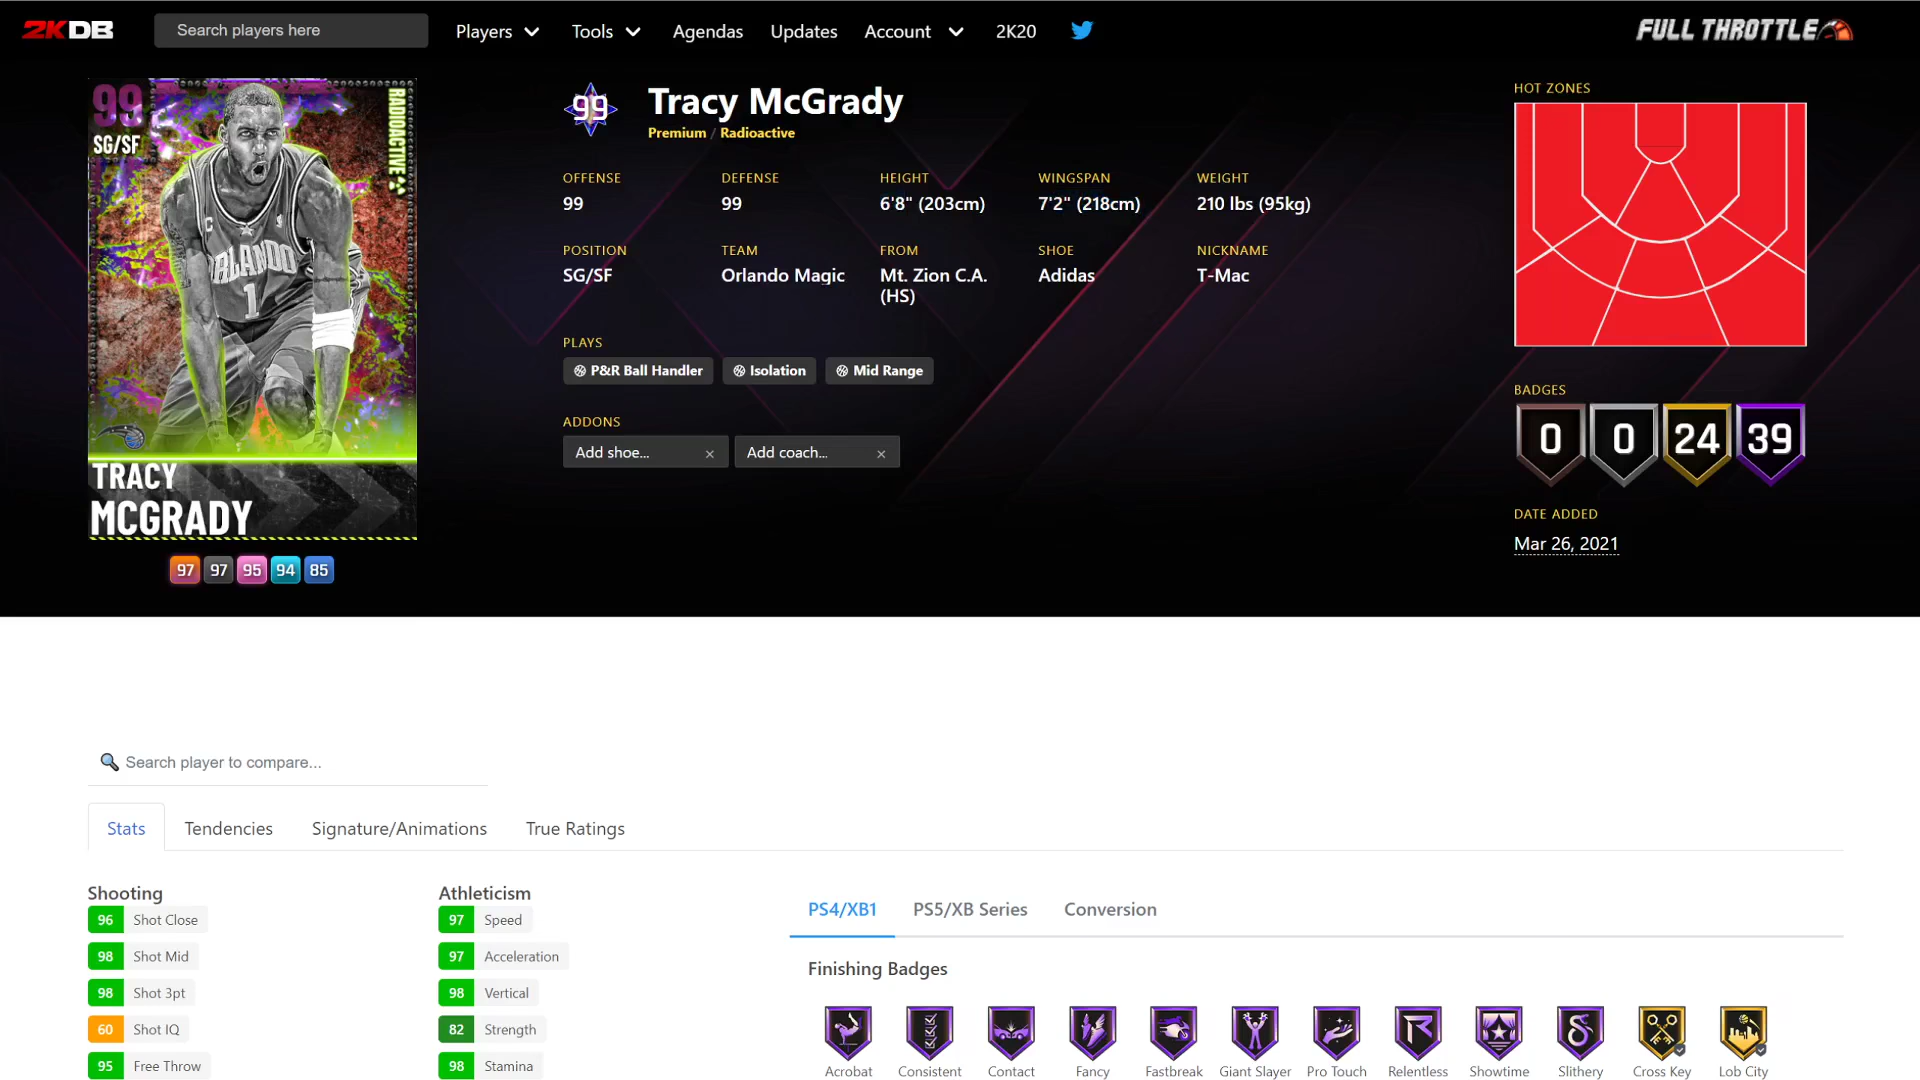 2KDB
Search players here
Players
Tools
Agendas
Updates
Account
2K20
FULL THROTTLE
99
SG/SF
RADIOACTIVE
ORLANDO
1
TRACY
MCGRADY
97 97 95 94 85
99
Tracy McGrady
Premium / Radioactive
OFFENSE
99
DEFENSE
99
HEIGHT
6'8" (203cm)
WINGSPAN
7'2" (218cm)
WEIGHT
210 lbs (95kg)
POSITION
SG/SF
TEAM
Orlando Magic
FROM
Mt. Zion C.A.
(HS)
SHOE
Adidas
NICKNAME
T-Mac
PLAYS
P&R Ball Handler
Isolation
Mid Range
ADDONS
Add shoe... ×
Add coach... ×
HOT ZONES
BADGES
0 0 24 39
DATE ADDED
Mar 26, 2021
Search player to compare...
Stats
Tendencies
Signature/Animations
True Ratings
Shooting
96 Shot Close
98 Shot Mid
98 Shot 3pt
60 Shot IQ
95 Free Throw
Athleticism
97 Speed
97 Acceleration
98 Vertical
82 Strength
98 Stamina
PS4/XB1
PS5/XB Series
Conversion
Finishing Badges
Acrobat
Consistent
Contact
Fancy
Fastbreak
Giant Slayer
Pro Touch
Relentless
Showtime
Slithery
Cross Key
Lob City